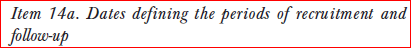 Item 14a. Dates defining the periods of recruitment and
follow-up